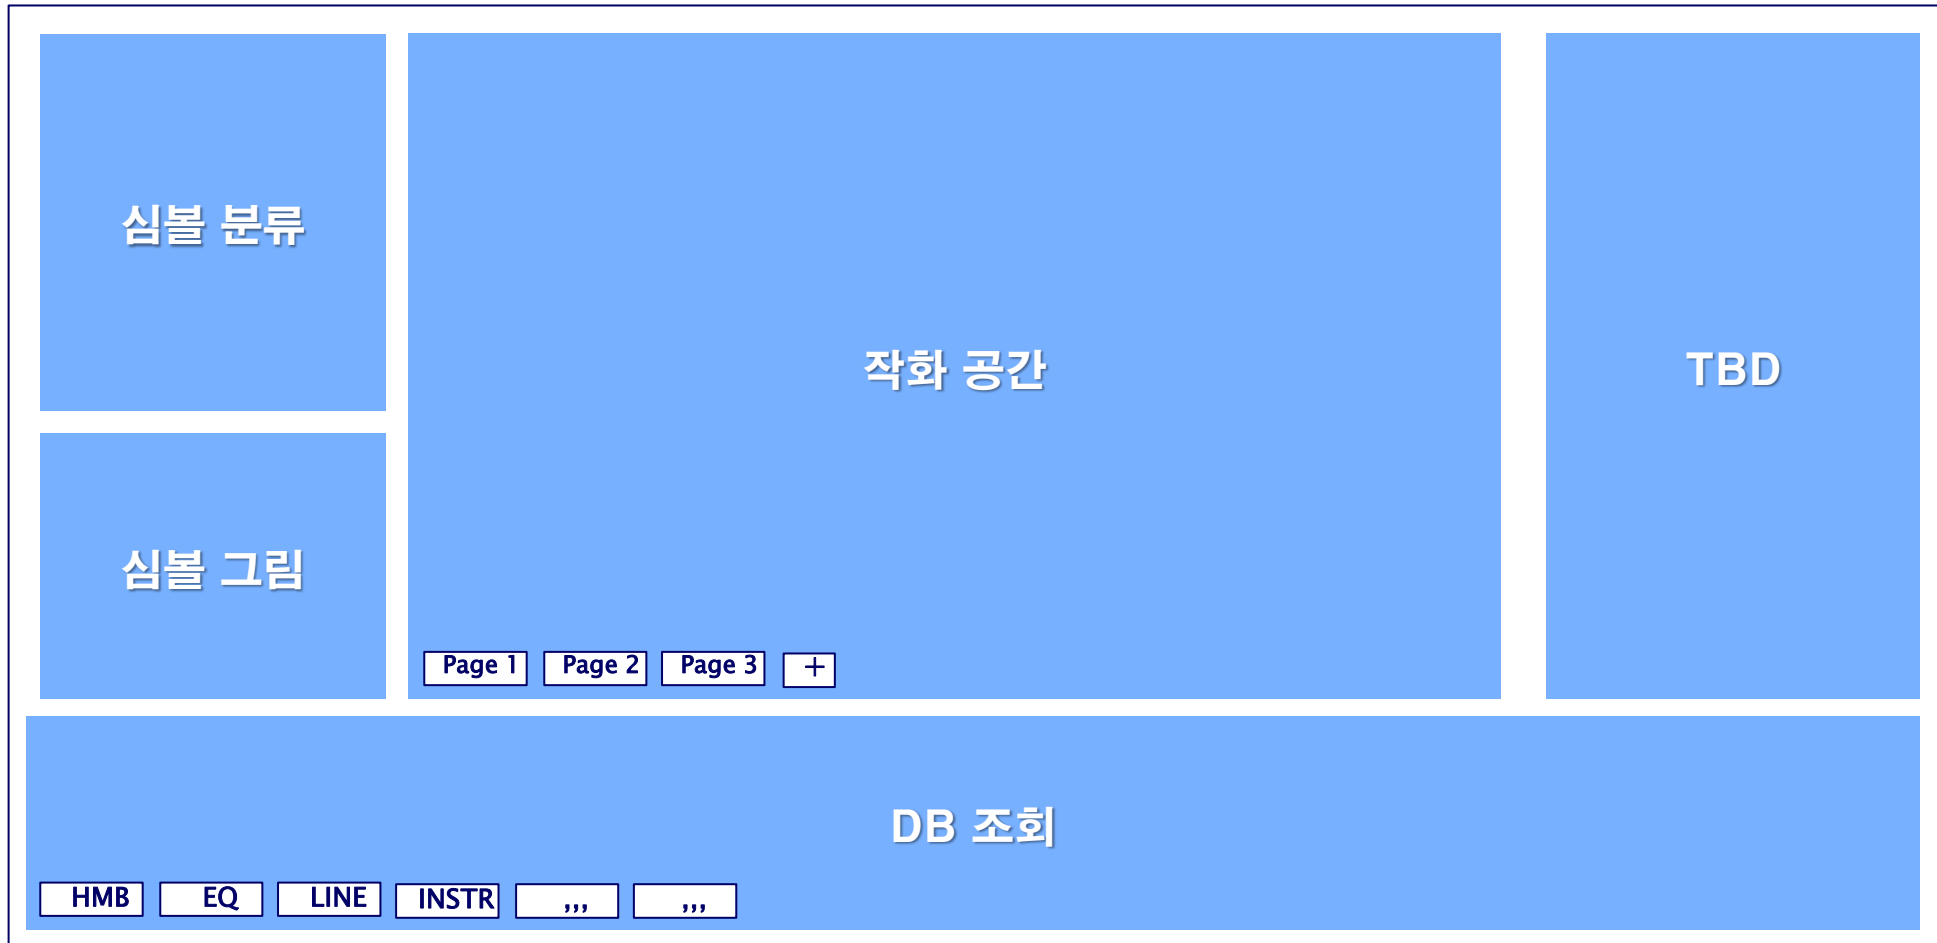 심볼 분류
작화 공간
TBD
심볼 그림
Page 1
Page 2
Page 3
+
DB 조회
HMB
EQ
LINE
INSTR
,,,
,,,